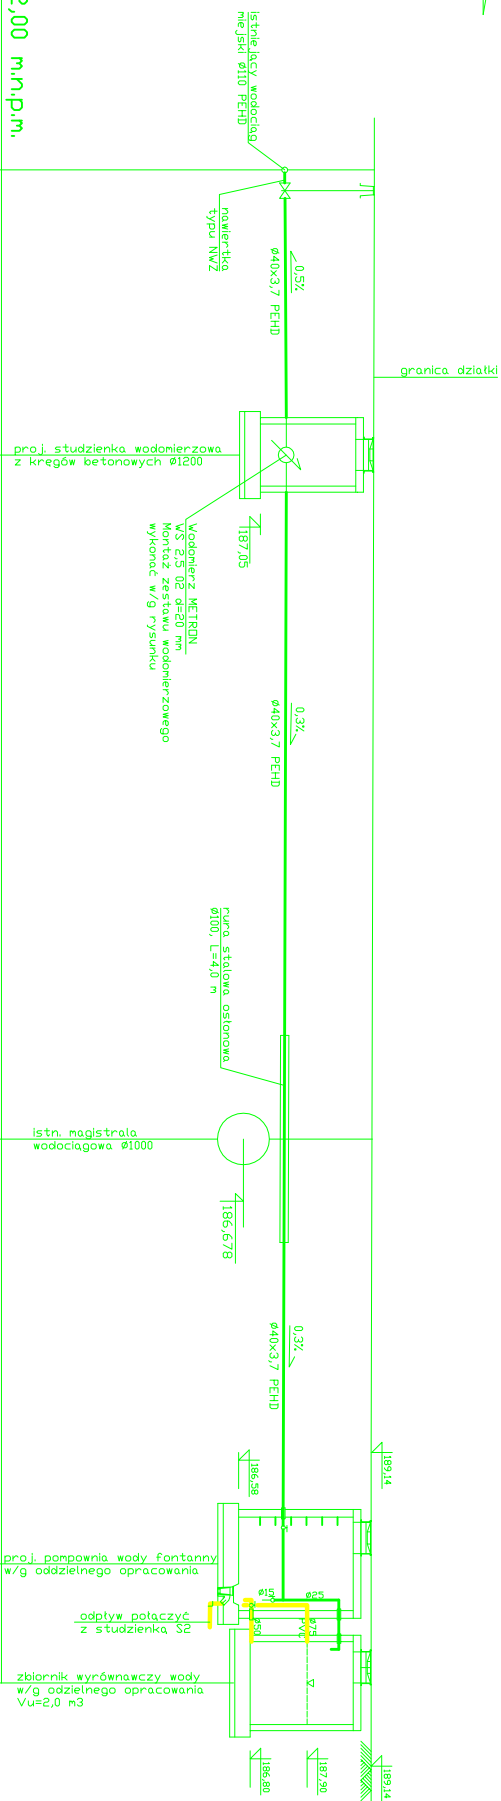 2,00 m.n.p.m.
istniejący wodociąg
miejski ø110 PEHD
nawiertka
typu NWZ
0,5%
ø40x3,7 PEHD
granica działki
proj. studzienka wodomierzowa
z kręgów betonowych ø1200
187,05
Wodomierz METRON
WS 2,5 02 d=20 mm
Montaż zestawu wodomierzowego
wykonać w/g rysunku
0,3%
ø40x3,7 PEHD
rura stalowa osłonowa
ø100, L=4,0 m
istn. magistrala
wodociągowa ø1000
186,678
0,3%
ø40x3,7 PEHD
189,14
186,58
proj. pompownia wody fontanny
w/g oddzielnego opracowania
ø15
ø25
odpływ połączyć
z studzienką S2
ø50
PVC
ø75
zbiornik wyrównawczy wody
w/g odzielnego opracowania
Vu=2,0 m3
186,80
187,90
189,14